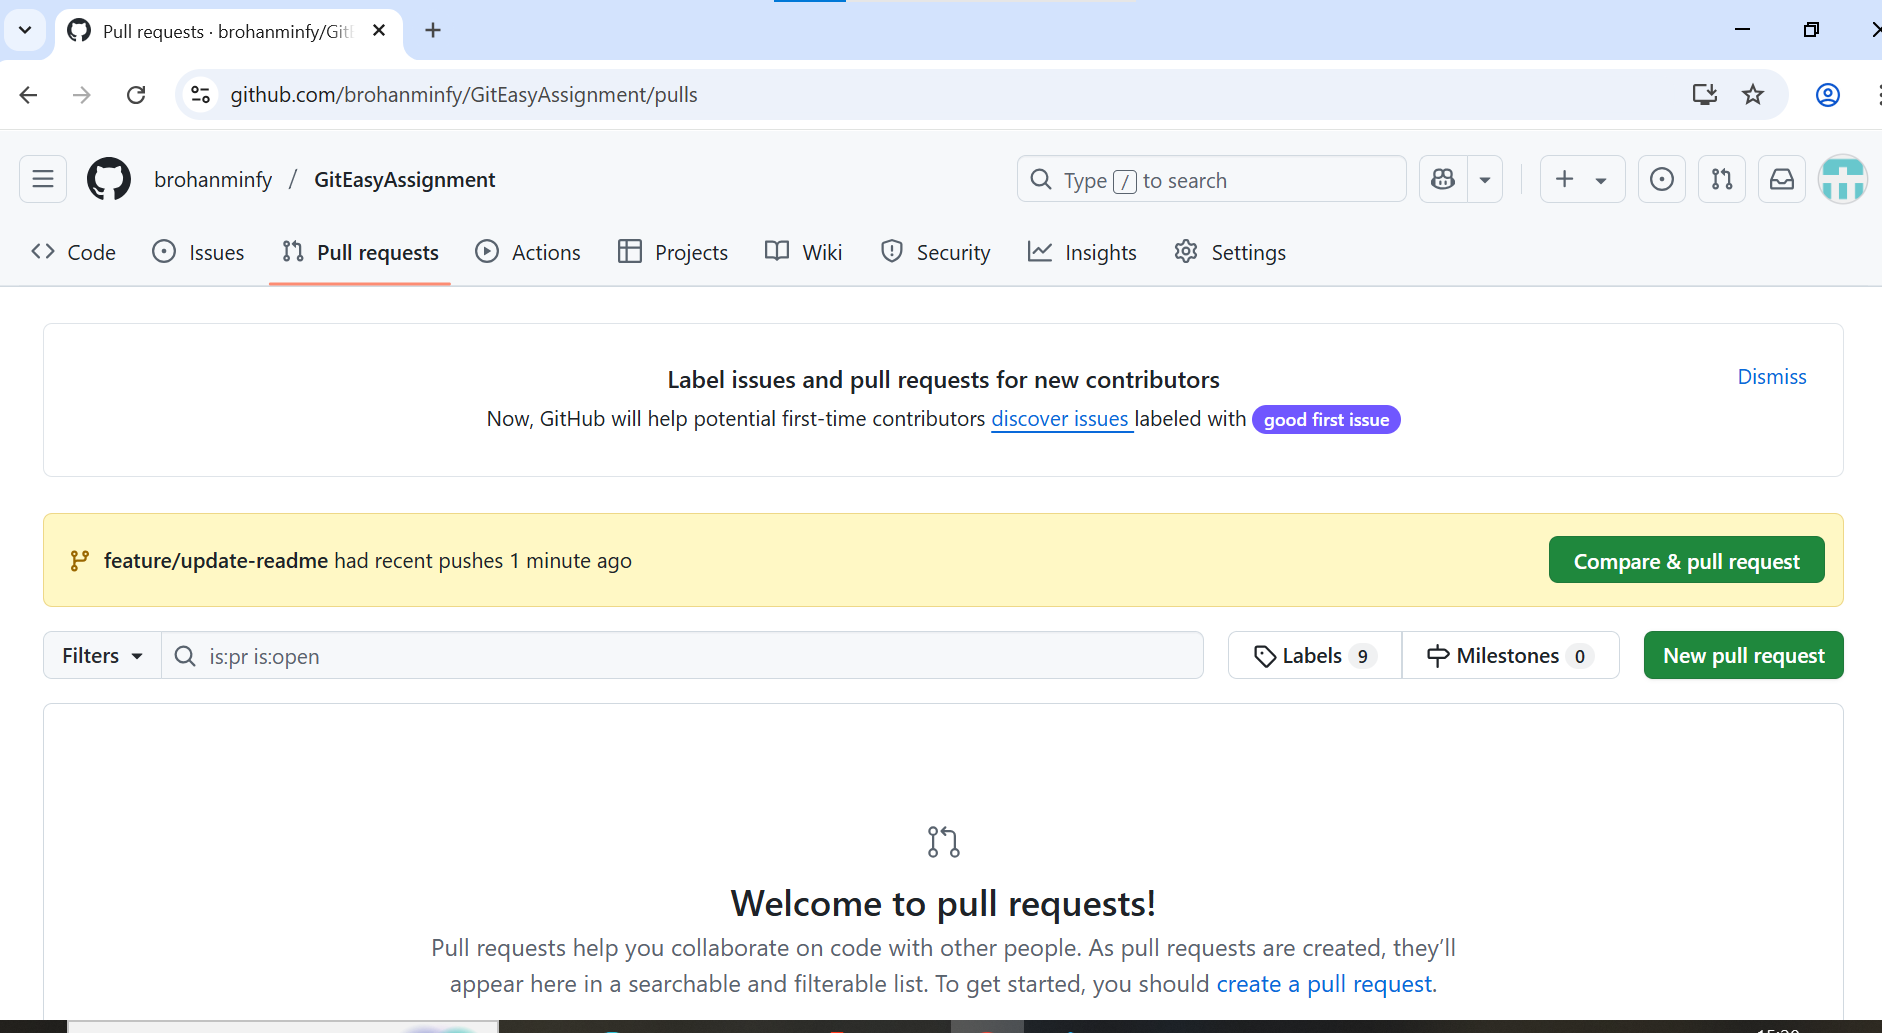 Pull requests · brohanminfy/Git
github.com/brohanminfy/GitEasyAssignment/pulls
brohanminfy / GitEasyAssignment
Type / to search
Code Issues Pull requests Actions Projects Wiki Security Insights Settings
Label issues and pull requests for new contributors
Dismiss
Now, GitHub will help potential first-time contributors discover issues labeled with good first issue
feature/update-readme had recent pushes 1 minute ago
Compare & pull request
Filters is:pr is:open Labels 9 Milestones 0 New pull request
Welcome to pull requests!
Pull requests help you collaborate on code with other people. As pull requests are created, they’ll
appear here in a searchable and filterable list. To get started, you should create a pull request.